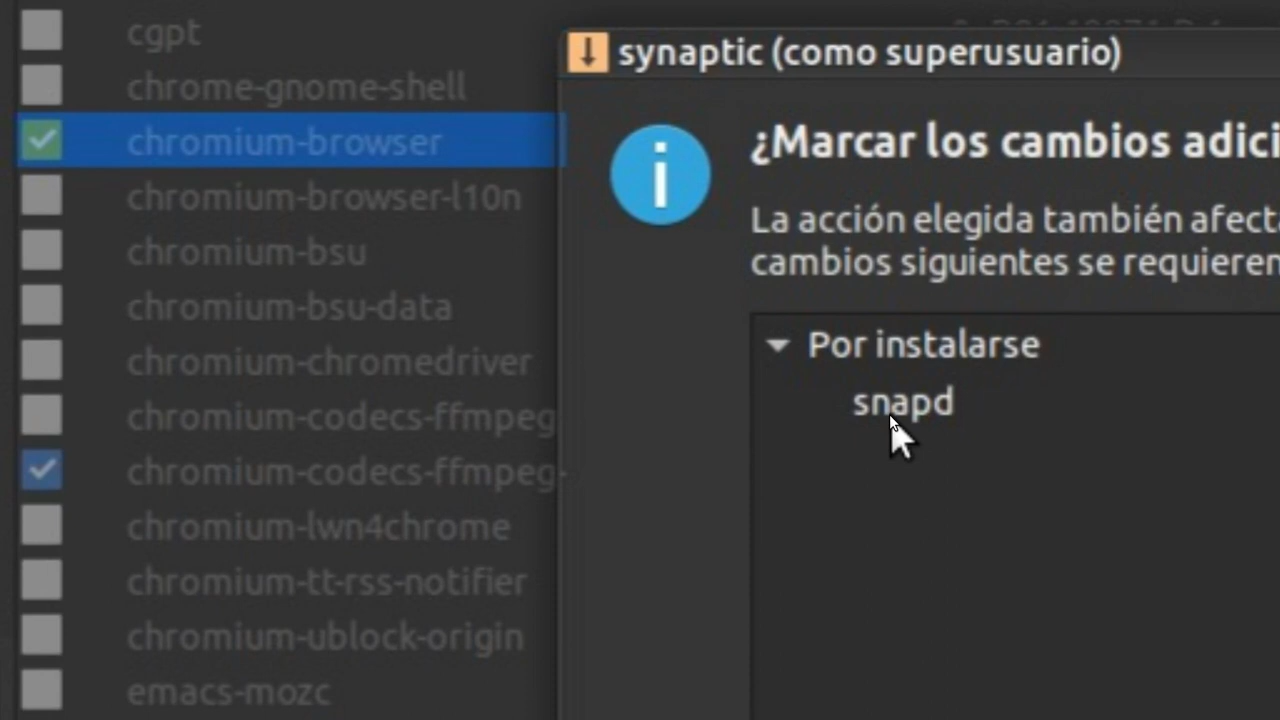 cgpt
chrome-gnome-shell
chromium-browser
chromium-browser-l10n
chromium-bsu
chromium-bsu-data
chromium-chromedriver
chromium-codecs-ffmpeg
chromium-codecs-ffmpeg-
chromium-lwn4chrome
chromium-tt-rss-notifier
chromium-ublock-origin
emacs-mozc
synaptic (como superusuario)
¿Marcar los cambios adici
La acción elegida también afecta
cambios siguientes se requieren
Por instalarse
snapd